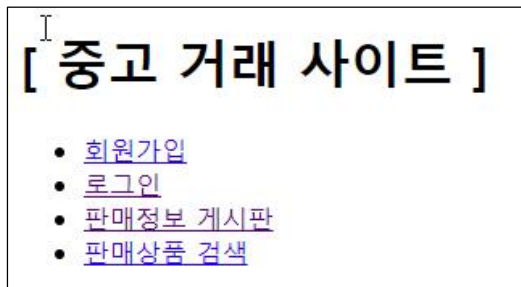 [ 중고 거래 사이트 ]
회원가입
로그인
판매정보 게시판
판매상품 검색